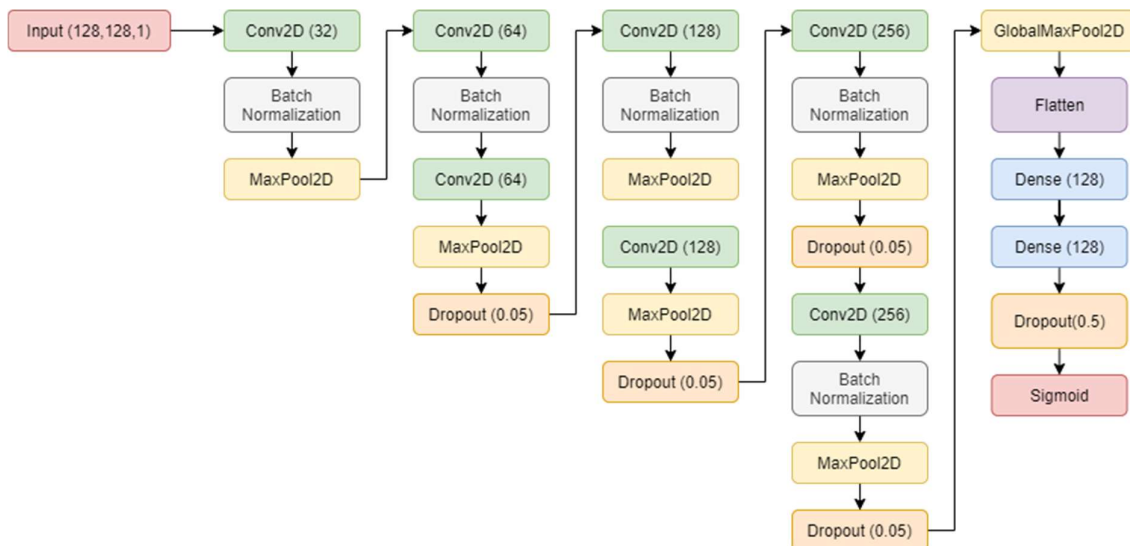 Input (128,128,1)
Conv2D (32)
Batch
Normalization
MaxPool2D
Conv2D (64)
Batch
Normalization
Conv2D (64)
MaxPool2D
Dropout (0.05)
Conv2D (128)
Batch
Normalization
MaxPool2D
Conv2D (128)
MaxPool2D
Dropout (0.05)
Conv2D (256)
Batch
Normalization
MaxPool2D
Dropout (0.05)
Conv2D (256)
Batch
Normalization
MaxPool2D
Dropout (0.05)
GlobalMaxPool2D
Flatten
Dense (128)
Dense (128)
Dropout(0.5)
Sigmoid